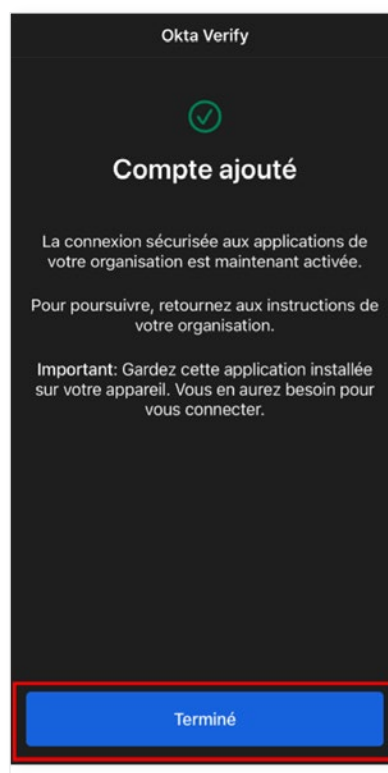 Okta Verify
Compte ajouté
La connexion sécurisée aux applications de
votre organisation est maintenant activée.
Pour poursuivre, retournez aux instructions de
votre organisation.
Important: Gardez cette application installée
sur votre appareil. Vous en aurez besoin pour
vous connecter.
Terminé